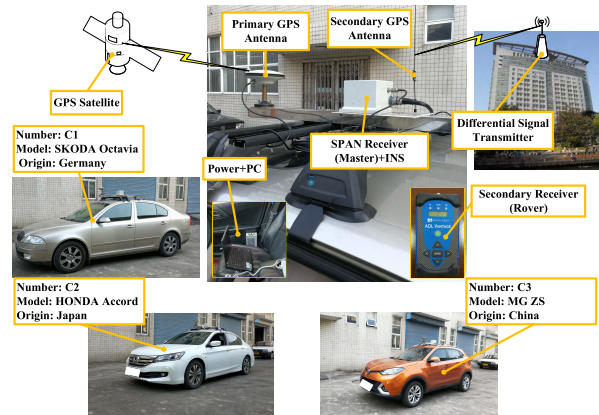 Primary GPS
Antenna
Secondary GPS
Antenna
GPS Satellite
Differential Signal
Transmitter
SPAN Receiver
(Master)+INS
Number: C1
Model: SKODA Octavia
Origin: Germany
Power+PC
Secondary Receiver
(Rover)
ADL Vantage
Number: C2
Model: HONDA Accord
Origin: Japan
Number: C3
Model: MG ZS
Origin: China